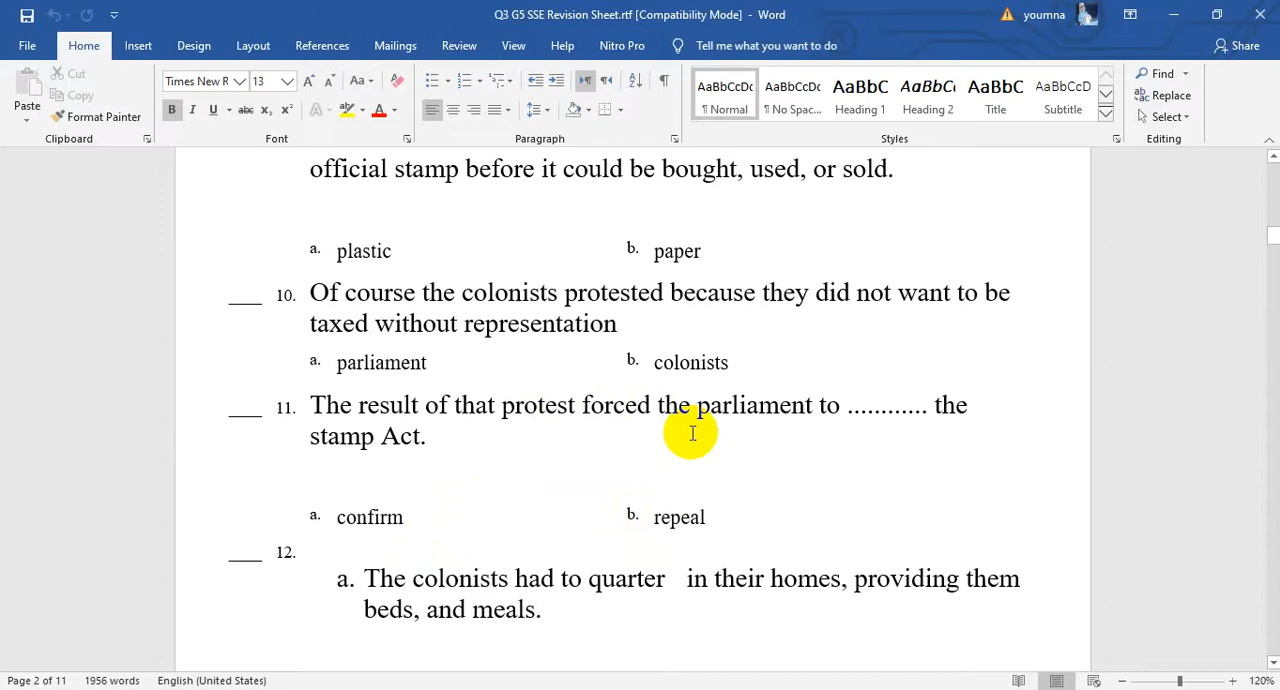 Q3 G5 SSE Revision Sheet.rtf [Compatibility Mode] - Word
youmna
File Home Insert Design Layout References Mailings Review View Help Nitro Pro Tell me what you want to do Share
Paste
Cut
Copy
Format Painter
Clipboard
Times New R 13
B I U abc x₂ x²
Font
Paragraph
AaBbCcDc AaBbCcDc AaBbC AaBbC AaBbC AaBbCcD
¶ Normal ¶ No Spac... Heading 1 Heading 2 Title Subtitle
Styles
Find
Replace
Select
Editing
official stamp before it could be bought, used, or sold.
a. plastic b. paper
___ 10. Of course the colonists protested because they did not want to be
taxed without representation
a. parliament b. colonists
___ 11. The result of that protest forced the parliament to ............ the
stamp Act.
a. confirm b. repeal
___ 12.
a. The colonists had to quarter in their homes, providing them
beds, and meals.
Page 2 of 11 1956 words English (United States) 120%